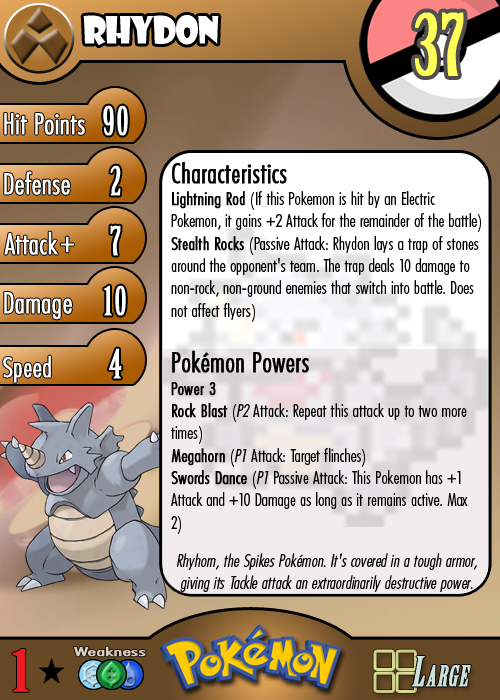 RHYDON
37
Hit Points 90
Defense 2
Attack+ 7
Damage 10
Speed 4
Characteristics
Lightning Rod (If this Pokemon is hit by an Electric
Pokemon, it gains +2 Attack for the remainder of the battle)
Stealth Rocks (Passive Attack: Rhydon lays a trap of stones
around the opponent's team. The trap deals 10 damage to
non-rock, non-ground enemies that switch into battle. Does
not affect flyers)
Pokémon Powers
Power 3
Rock Blast (P2 Attack: Repeat this attack up to two more
times)
Megahorn (P1 Attack: Target flinches)
Swords Dance (P1 Passive Attack: This Pokemon has +1
Attack and +10 Damage as long as it remains active. Max
2)
Rhyhorn, the Spikes Pokémon. It's covered in a tough armor,
giving its Tackle attack an extraordinarily destructive power.
1 ★ Weakness
POKéMON
LARGE